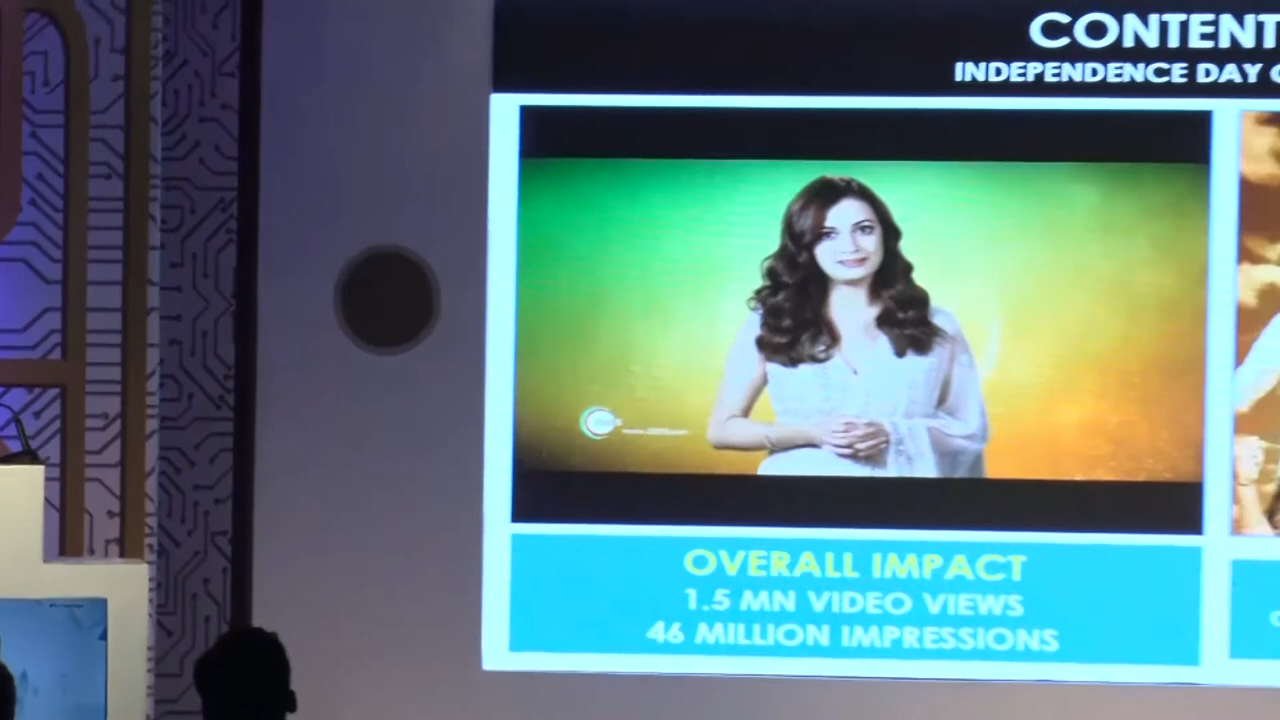 CONTENT
INDEPENDENCE DAY
OVERALL IMPACT
1.5 MN VIDEO VIEWS
46 MILLION IMPRESSIONS